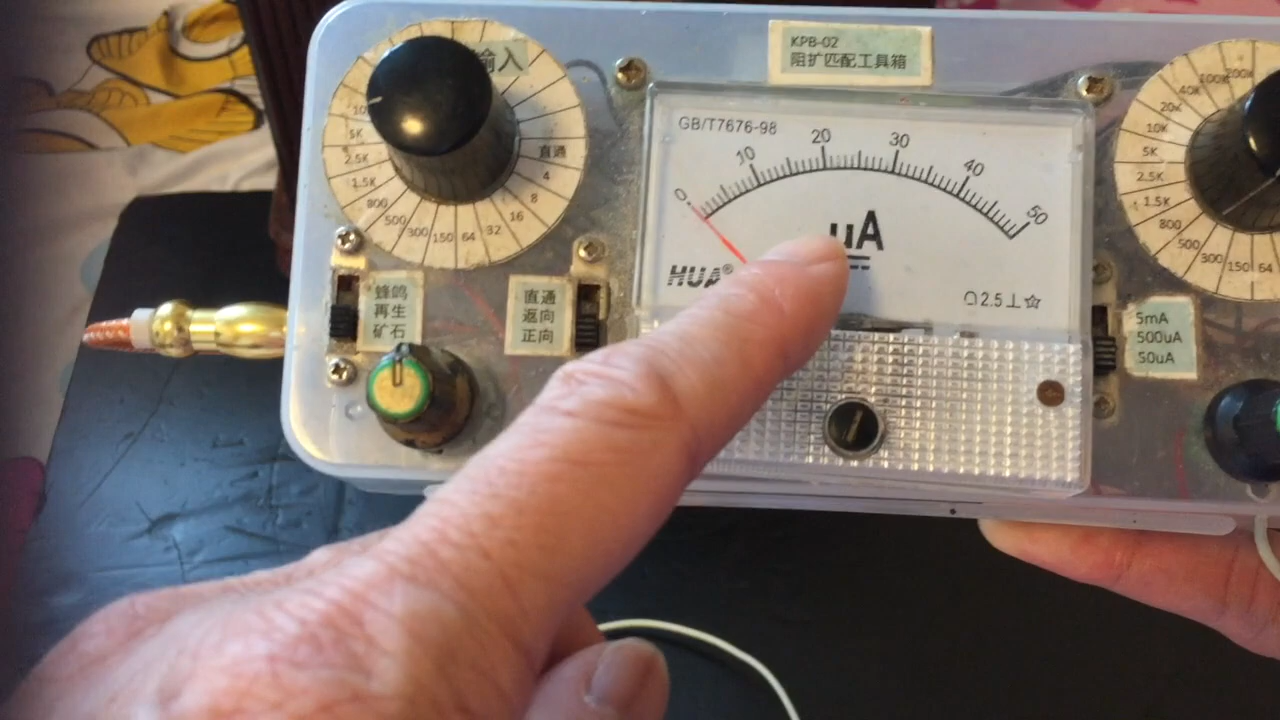 输入
10
5K
2.5K
1.5K
800
500
300
150
64
32
16
8
4
直通
KPB-02
阻扩匹配工具箱
GB/T7676-98
0
10
20
30
40
50
uA
HUA®
2.5
蜂鸣
再生
矿石
直通
返向
正向
200K
100K
40K
20K
10K
5K
2.5K
1.5K
800
500
300
150
64
5mA
500uA
50uA